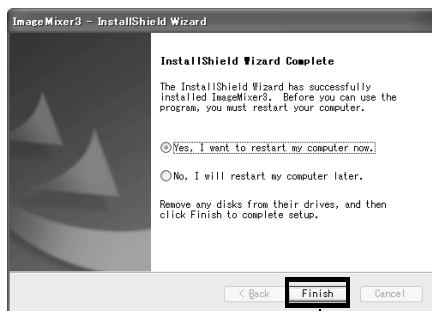 ImageMixer3 - InstallShield Wizard
InstallShield Wizard Complete
The InstallShield Wizard has successfully
installed ImageMixer3. Before you can use the
program, you must restart your computer.
Yes, I want to restart my computer now.
No, I will restart my computer later.
Remove any disks from their drives, and then
click Finish to complete setup.
< Back Finish Cancel